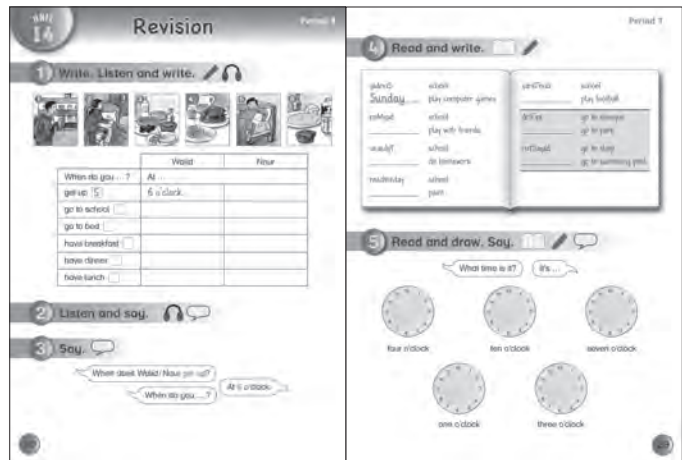 UNIT
14
Revision
Period 6
1 Write. Listen and write.
Walid Nour
When do you ... ? At ...
get up 5 6 o'clock
go to school
go to bed
have breakfast
have dinner
have lunch
2 Listen and say.
3 Say.
When does Walid/Nour get up?
At 6 o'clock.
When do you ...?
Period 7
4 Read and write.
Sunday
school
play computer games
school
play with friends
school
do homework
school
paint
school
play football
go to mosque
go to park
go to shop
go to swimming pool
5 Read and draw. Say.
What time is it? It's ...
four o'clock ten o'clock seven o'clock
one o'clock three o'clock